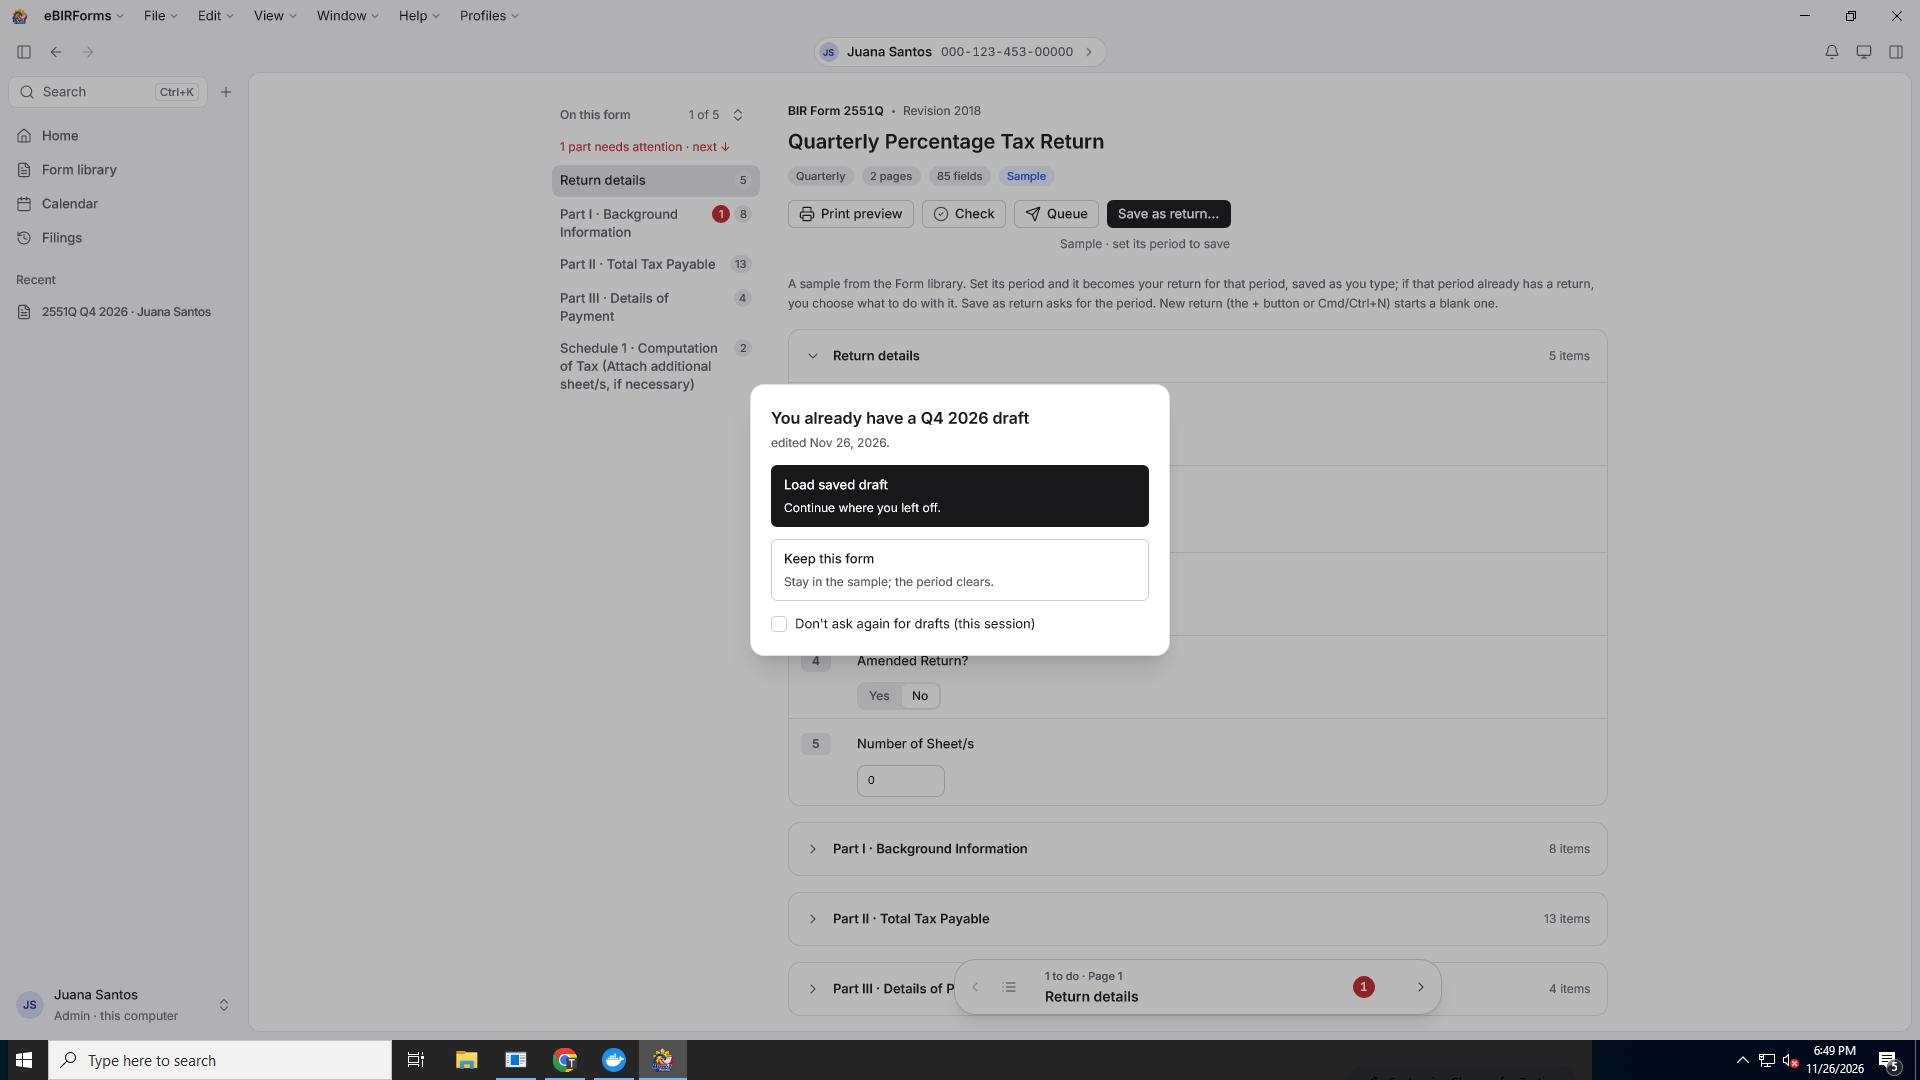 eBIRForms File Edit View Window Help Profiles
JS Juana Santos 000-123-453-00000
Search Ctrl+K
Home
Form library
Calendar
Filings
Recent
2551Q Q4 2026 · Juana Santos
JS Juana Santos
Admin · this computer
On this form 1 of 5
1 part needs attention · next ↓
Return details 5
Part I · Background Information 1 8
Part II · Total Tax Payable 13
Part III · Details of Payment 4
Schedule 1 · Computation of Tax (Attach additional sheet/s, if necessary) 2
BIR Form 2551Q • Revision 2018
Quarterly Percentage Tax Return
Quarterly 2 pages 85 fields Sample
Print preview Check Queue Save as return...
Sample · set its period to save
A sample from the Form library. Set its period and it becomes your return for that period, saved as you type; if that period already has a return,
you choose what to do with it. Save as return asks for the period. New return (the + button or Cmd/Ctrl+N) starts a blank one.
Return details 5 items
You already have a Q4 2026 draft
edited Nov 26, 2026.
Load saved draft
Continue where you left off.
Keep this form
Stay in the sample; the period clears.
Don't ask again for drafts (this session)
4 Amended Return?
Yes No
5 Number of Sheet/s
0
Part I · Background Information 8 items
Part II · Total Tax Payable 13 items
Part III · Details of P 4 items
1 to do · Page 1
Return details 1
Type here to search
6:49 PM
11/26/2026
5